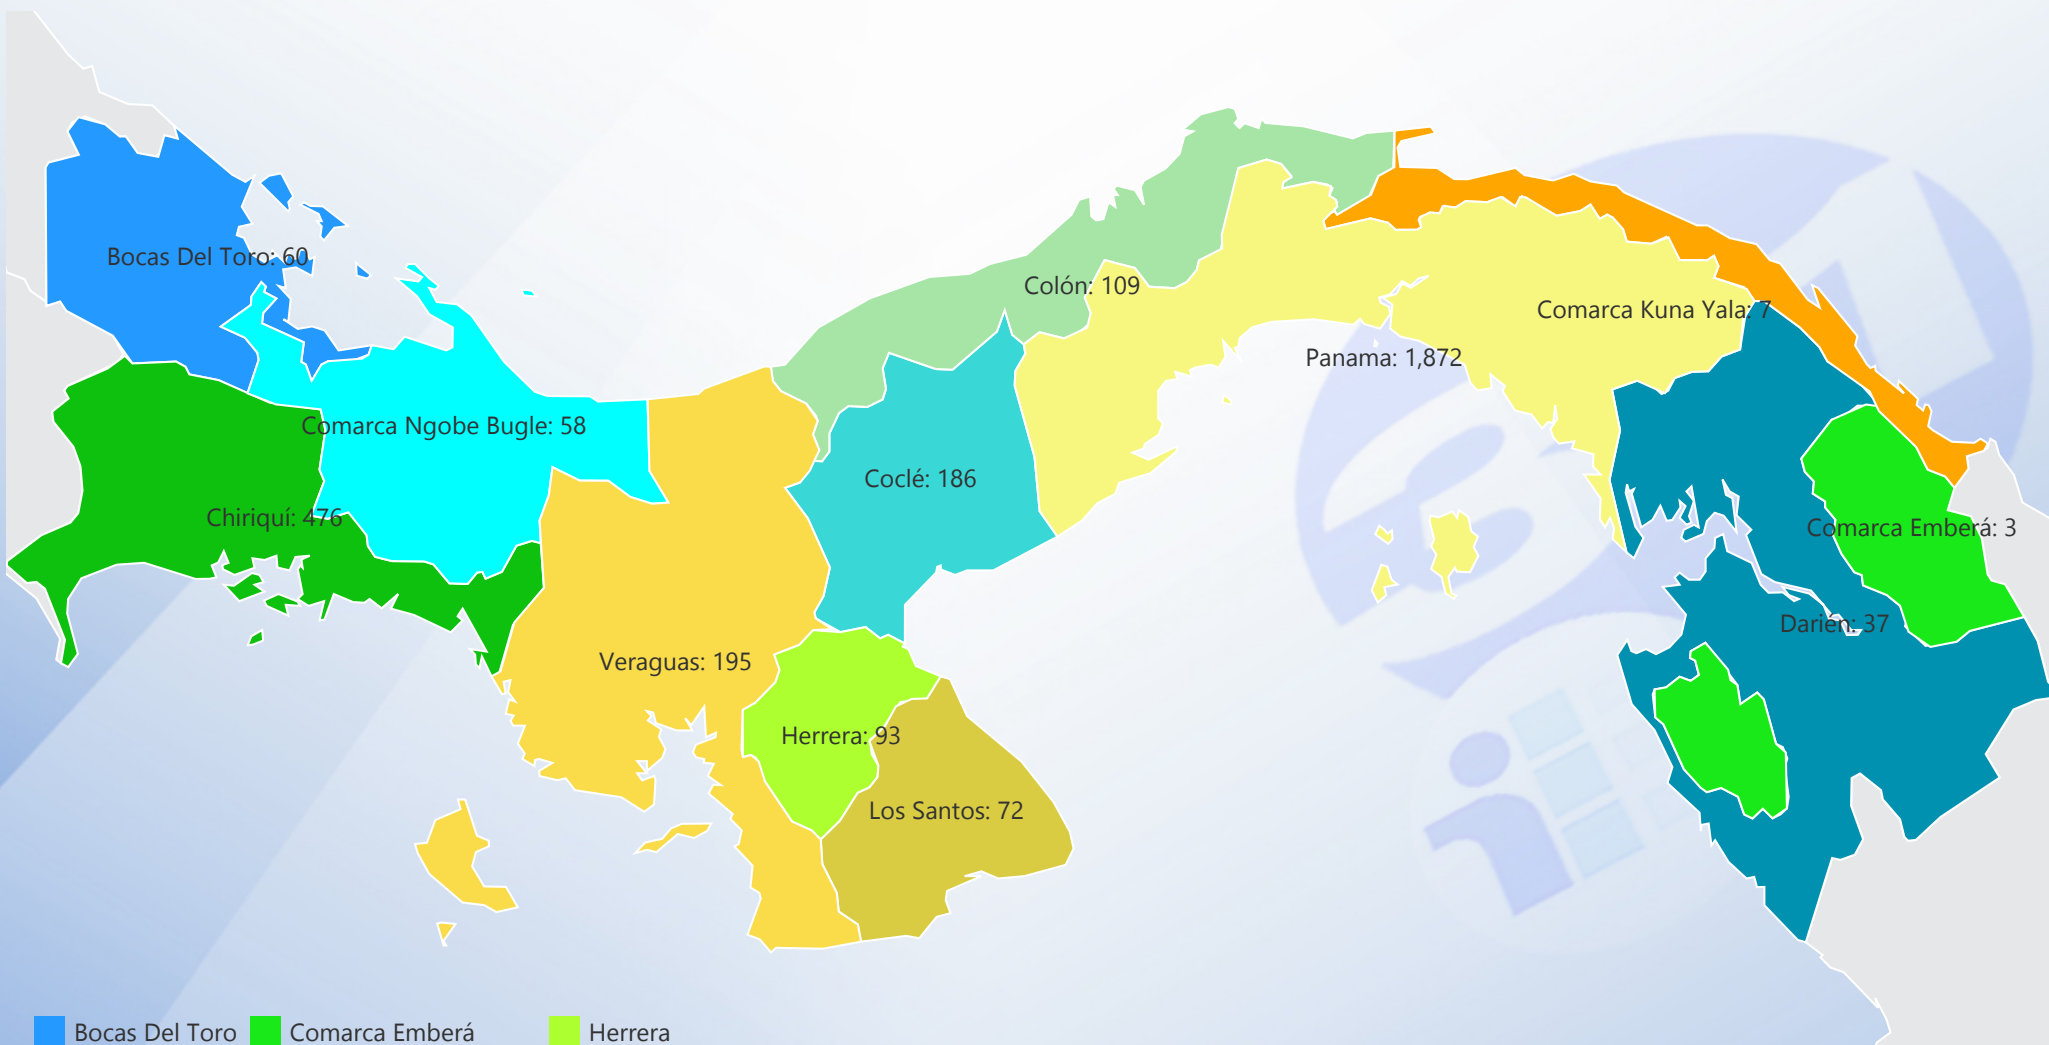 Bocas Del Toro: 60
Colón: 109
Comarca Kuna Yala: 7
Panama: 1,872
Comarca Ngobe Bugle: 58
Coclé: 186
Chiriquí: 476
Comarca Emberá: 3
Darién: 37
Veraguas: 195
Herrera: 93
Los Santos: 72
Bocas Del Toro
Comarca Emberá
Herrera